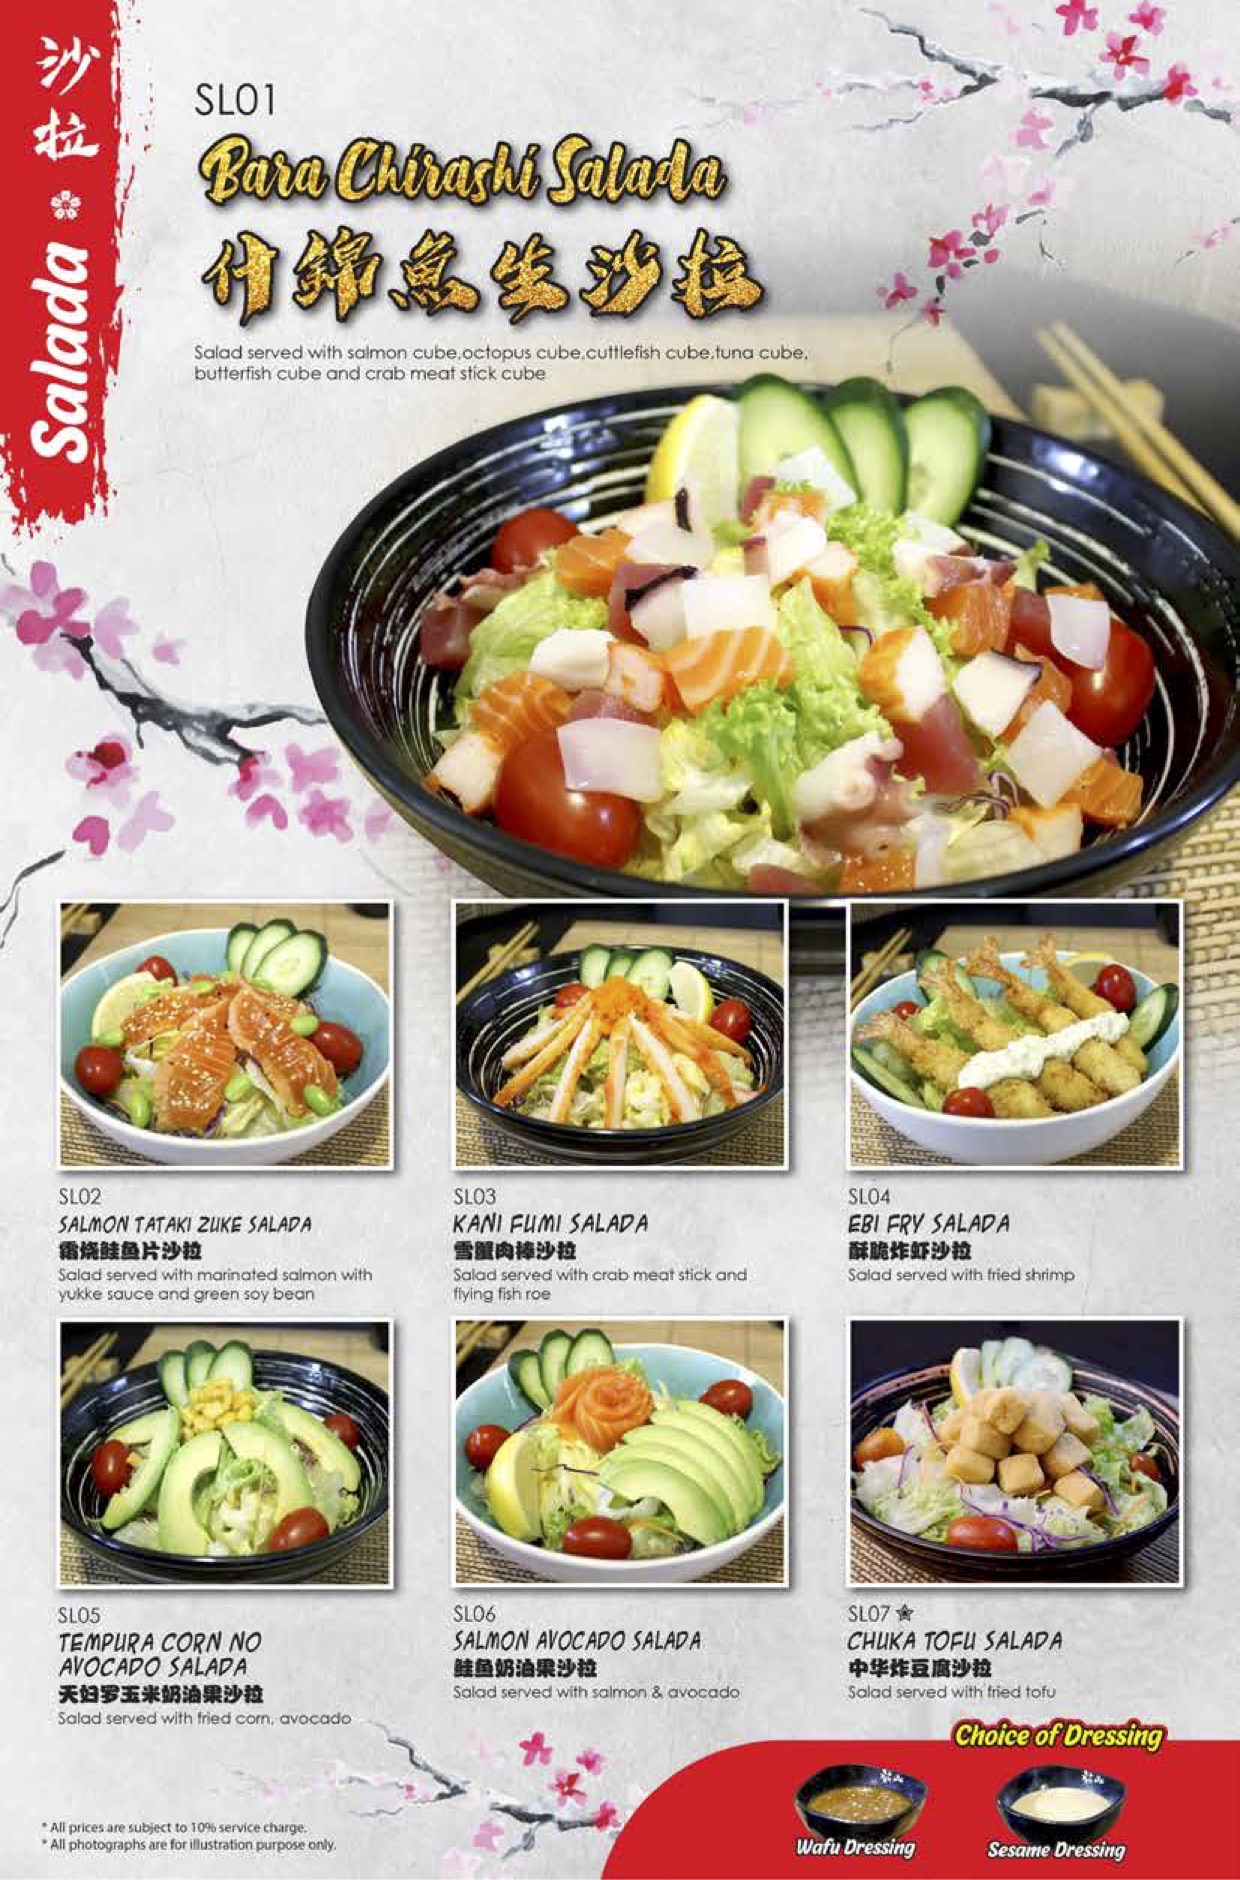 沙拉
Salada
SL01
Bara Chirashi Salada
什錦魚生沙拉
Salad served with salmon cube,octopus cube,cuttlefish cube,tuna cube,
butterfish cube and crab meat stick cube
SL02
SALMON TATAKI ZUKE SALADA
霜烧鲑鱼片沙拉
Salad served with marinated salmon with
yukke sauce and green soy bean
SL03
KANI FUMI SALADA
雪蟹肉棒沙拉
Salad served with crab meat stick and
flying fish roe
SL04
EBI FRY SALADA
酥脆炸虾沙拉
Salad served with fried shrimp
SL05
TEMPURA CORN NO
AVOCADO SALADA
天妇罗玉米奶油果沙拉
Salad served with fried corn, avocado
SL06
SALMON AVOCADO SALADA
鲑鱼奶油果沙拉
Salad served with salmon & avocado
SL07
CHUKA TOFU SALADA
中华炸豆腐沙拉
Salad served with fried tofu
Choice of Dressing
Wafu Dressing
Sesame Dressing
* All prices are subject to 10% service charge.
* All photographs are for illustration purpose only.